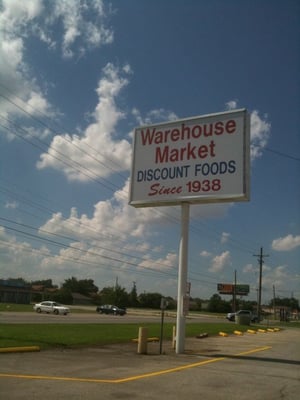 Warehouse
Market
DISCOUNT FOODS
Since 1938